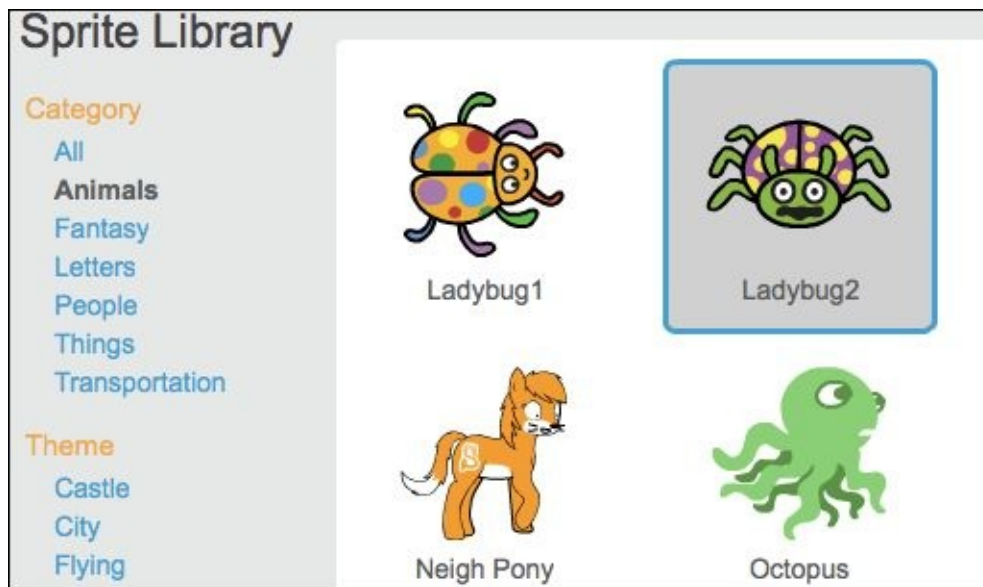 Sprite Library
Category
All
Animals
Fantasy
Letters
People
Things
Transportation
Theme
Castle
City
Flying
Ladybug1
Ladybug2
Neigh Pony
Octopus